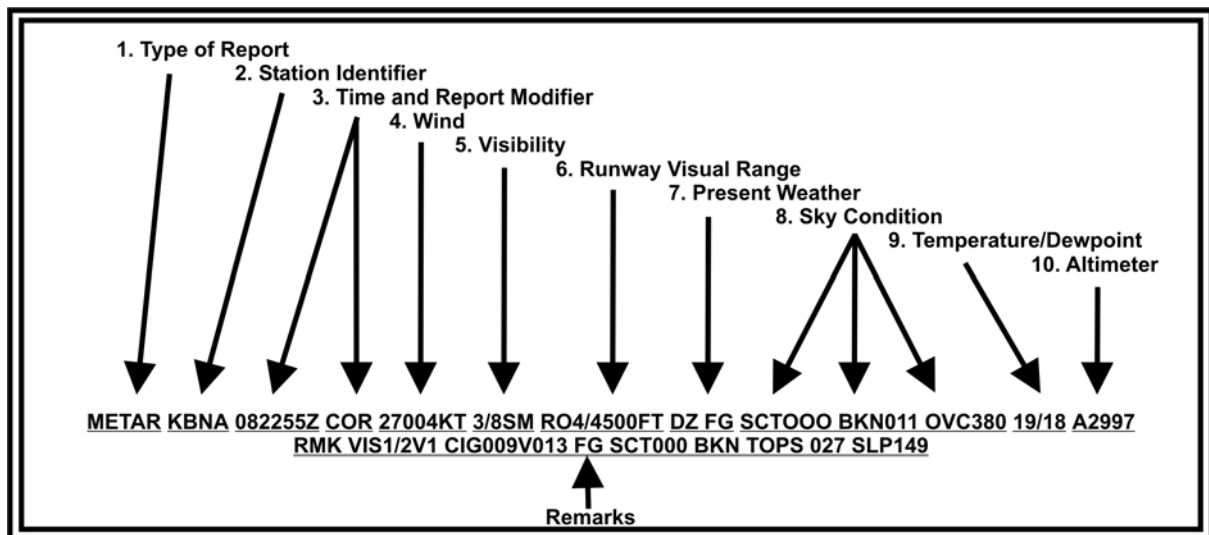 1. Type of Report
2. Station Identifier
3. Time and Report Modifier
4. Wind
5. Visibility
6. Runway Visual Range
7. Present Weather
8. Sky Condition
9. Temperature/Dewpoint
10. Altimeter
METAR KBNA 082255Z COR 27004KT 3/8SM RO4/4500FT DZ FG SCTOOO BKN011 OVC380 19/18 A2997
RMK VIS1/2V1 CIG009V013 FG SCT000 BKN TOPS 027 SLP149
Remarks